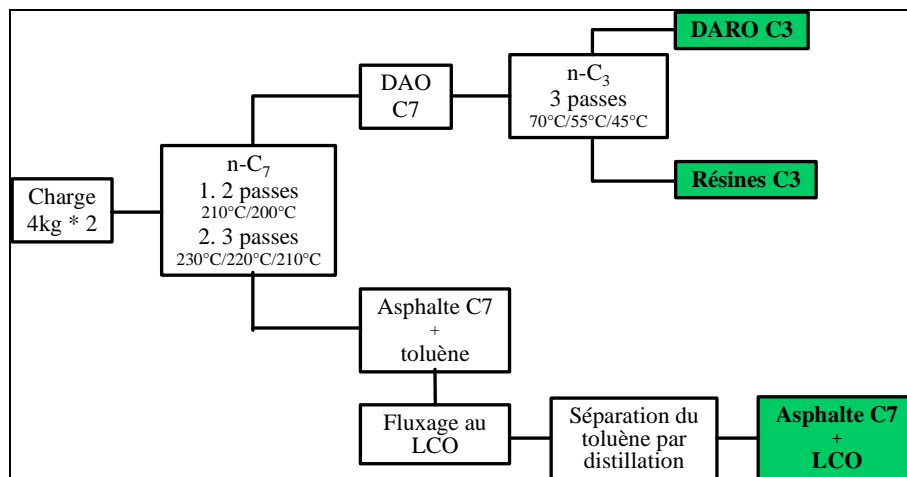 DARO C3
DAO
C7
n-C₃
3 passes
70°C/55°C/45°C
n-C₇
1. 2 passes
210°C/200°C
2. 3 passes
230°C/220°C/210°C
Résines C3
Charge
4kg * 2
Asphalte C7
+
toluène
Fluxage au
LCO
Séparation du
toluène par
distillation
Asphalte C7
+
LCO